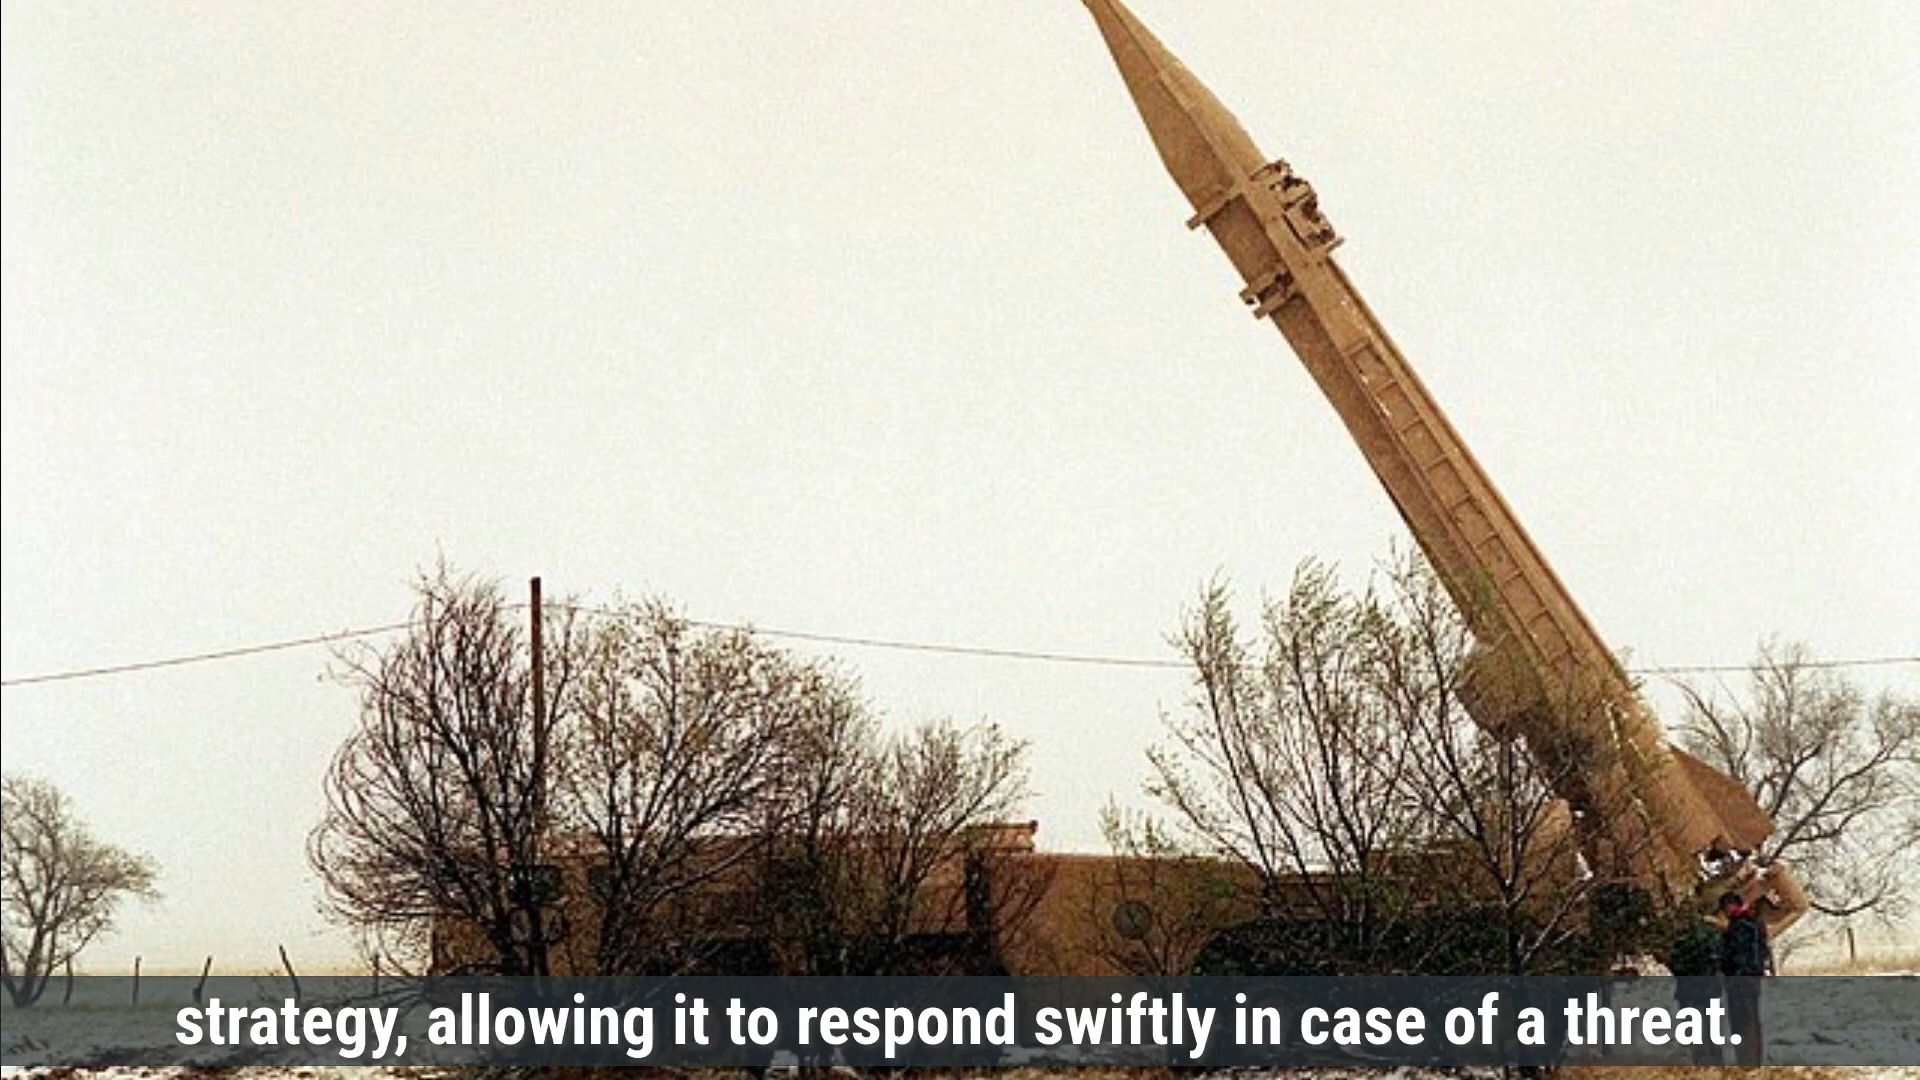 strategy, allowing it to respond swiftly in case of a threat.